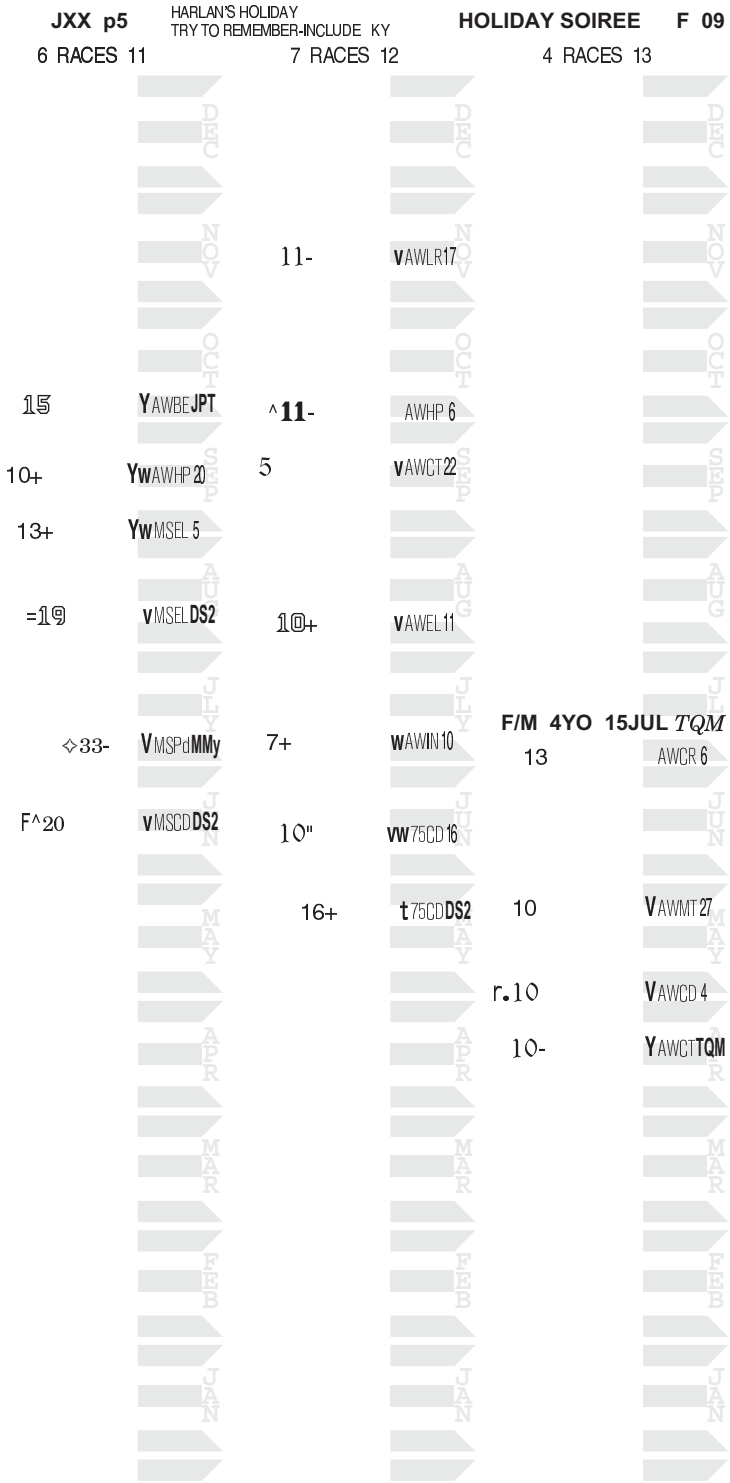 JXX p5 HARLAN'S HOLIDAY HOLIDAY SOIREE F 09
TRY TO REMEMBER-INCLUDE KY
6 RACES 11 7 RACES 12 4 RACES 13
DEC DEC DEC
NOV NOV NOV
11- vAWLR17
OCT OCT OCT
15 YAWBEJPT ^11- AWHP 6
SEP SEP SEP
10+ YwAWHP20 5 vAWCT22
13+ YwMSEL 5
AUG AUG AUG
=19 vMSELDS2 10+ vAWEL11
JLY JLY JLY
F/M 4YO 15JUL TQM
✧33- VMSPdMMy 7+ wAWIN10 13 AWCR 6
JUN JUN JUN
F^20 vMSCDDS2 10" vw75CD16
MAY MAY MAY
16+ t75CDDS2 10 VAWMT27
r.10 VAWCD 4
APR APR APR
10- YAWCTTQM
MAR MAR MAR
FEB FEB FEB
JAN JAN JAN